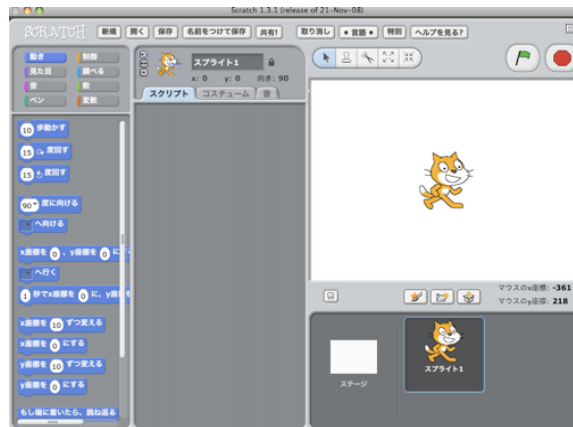 Scratch 1.3.1 (release of 21-Nov-08)
SCRATCH 新規 開く 保存 名前をつけて保存 共有! 取り消し 言語 特別 ヘルプを見る?
動き 制御
見た目 調べる
音 数
ペン 変数
スプライト1
x: 0 y: 0 向き: 90
スクリプト コスチューム 音
10 歩動かす
15 度回す
15 度回す
90 度に向ける
へ向ける
x座標を 0 、y座標を 0 に
へ行く
1 秒でx座標を 0 に、y座標を
x座標を 10 ずつ変える
x座標を 0 にする
y座標を 10 ずつ変える
y座標を 0 にする
もし端に着いたら、跳ね返る
マウスのx座標: -361
マウスのy座標: 218
ステージ
スプライト1